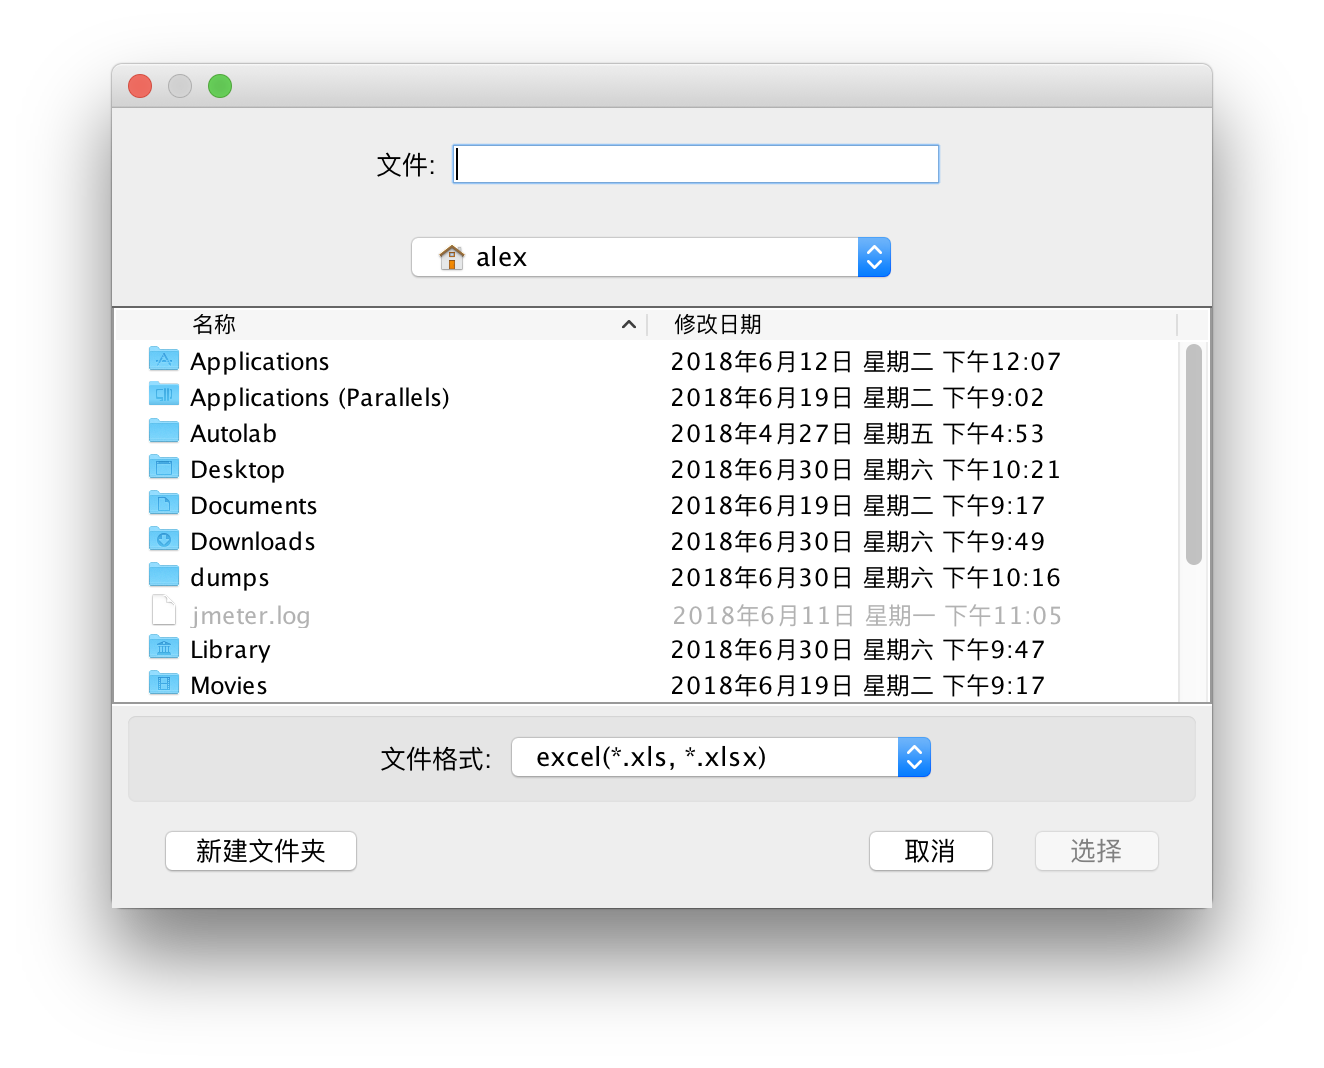 文件:
alex
名称 修改日期
Applications 2018年6月12日 星期二 下午12:07
Applications (Parallels) 2018年6月19日 星期二 下午9:02
Autolab 2018年4月27日 星期五 下午4:53
Desktop 2018年6月30日 星期六 下午10:21
Documents 2018年6月19日 星期二 下午9:17
Downloads 2018年6月30日 星期六 下午9:49
dumps 2018年6月30日 星期六 下午10:16
jmeter.log 2018年6月11日 星期一 下午11:05
Library 2018年6月30日 星期六 下午9:47
Movies 2018年6月19日 星期二 下午9:17
文件格式: excel(*.xls, *.xlsx)
新建文件夹 取消 选择